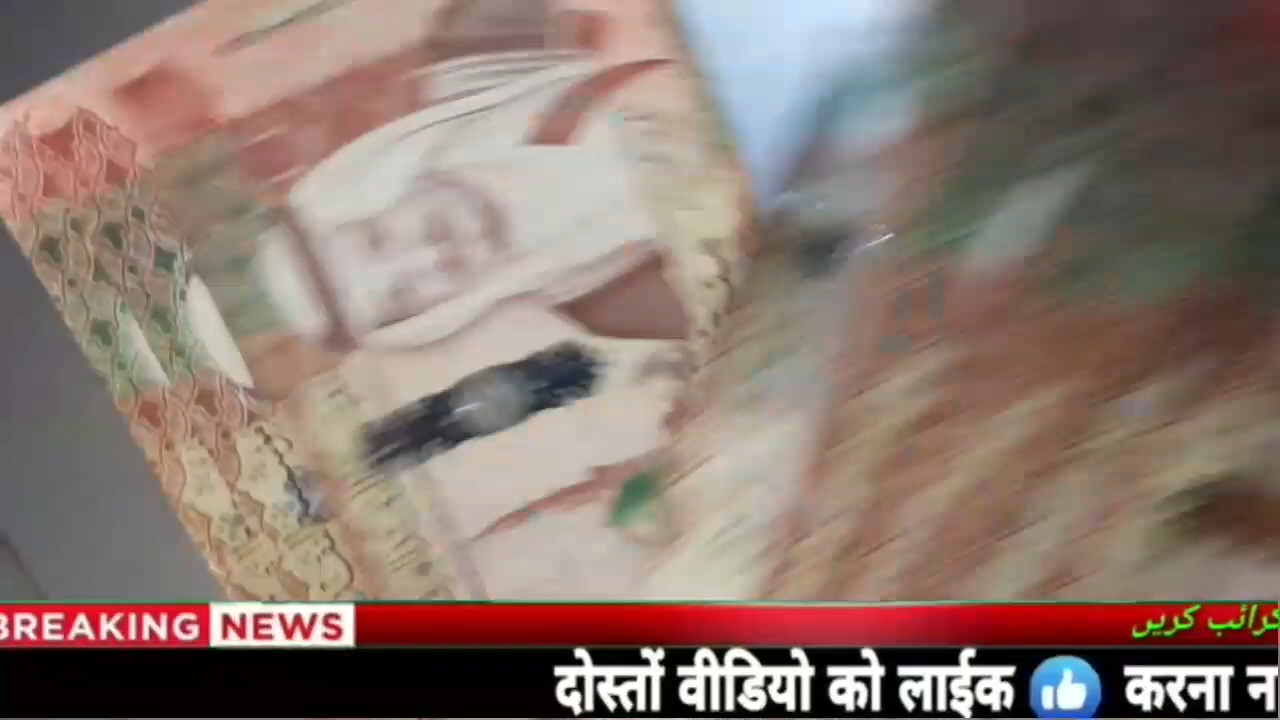 BREAKING NEWS
کرائب کریں
दोस्तों वीडियो को लाईक 👍 करना न